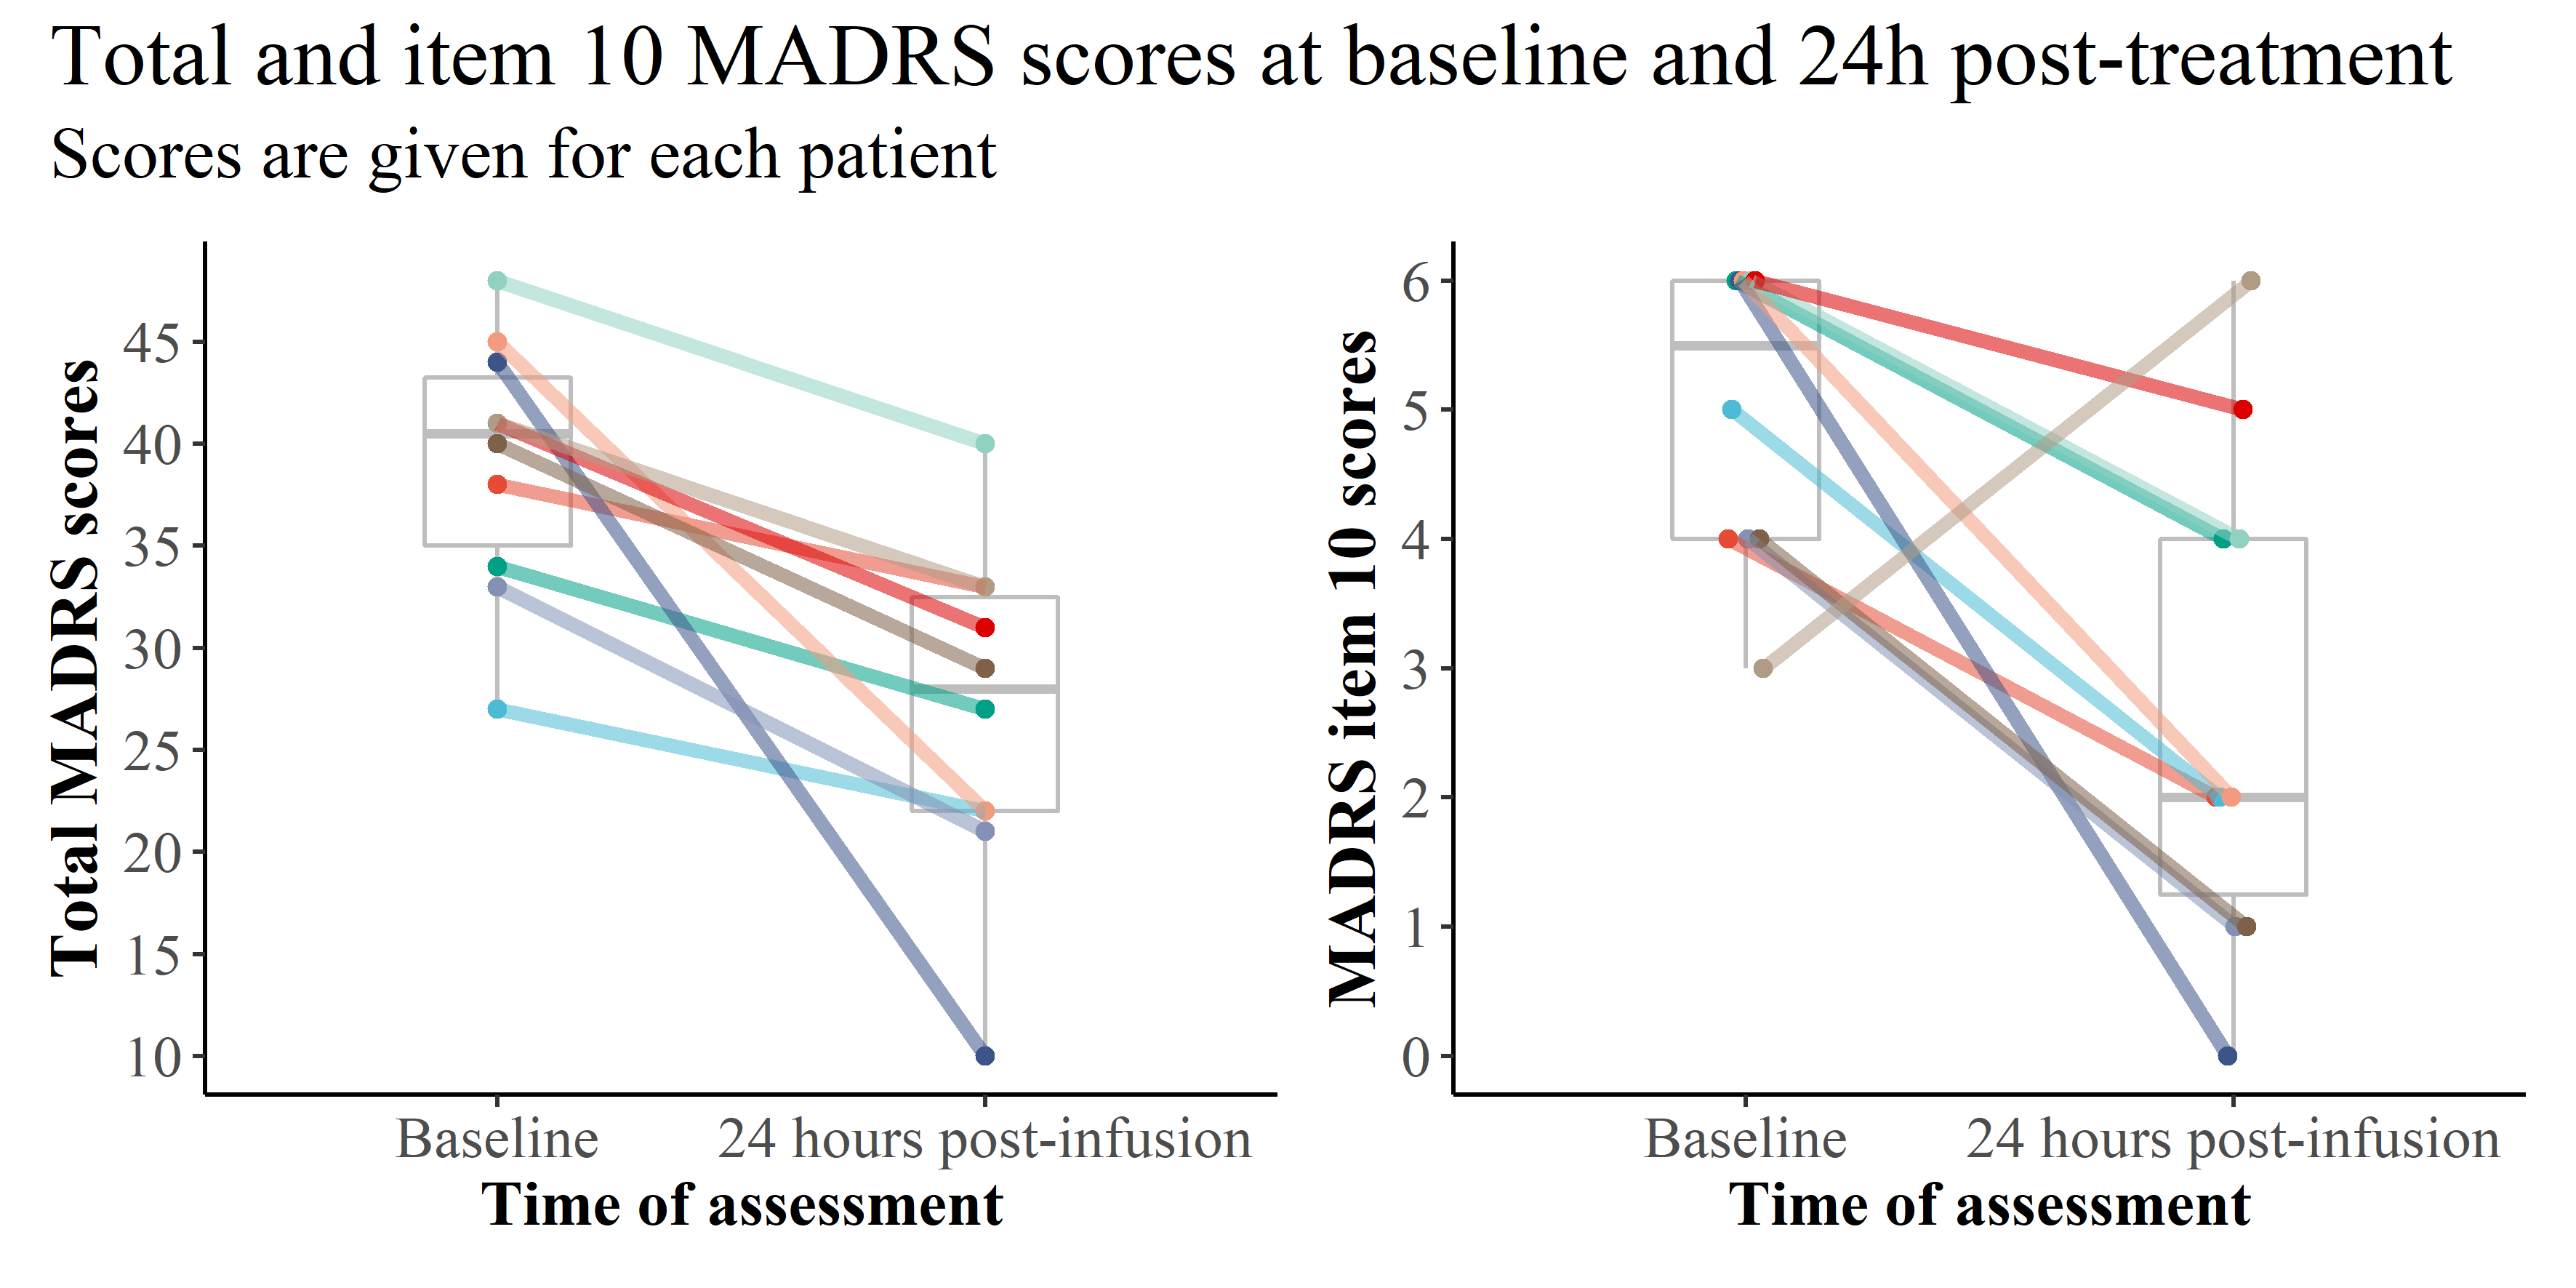 Total and item 10 MADRS scores at baseline and 24h post-treatment
Scores are given for each patient
Total MADRS scores
45
40
35
30
25
20
15
10
Baseline
24 hours post-infusion
Time of assessment
MADRS item 10 scores
6
5
4
3
2
1
0
Baseline
24 hours post-infusion
Time of assessment